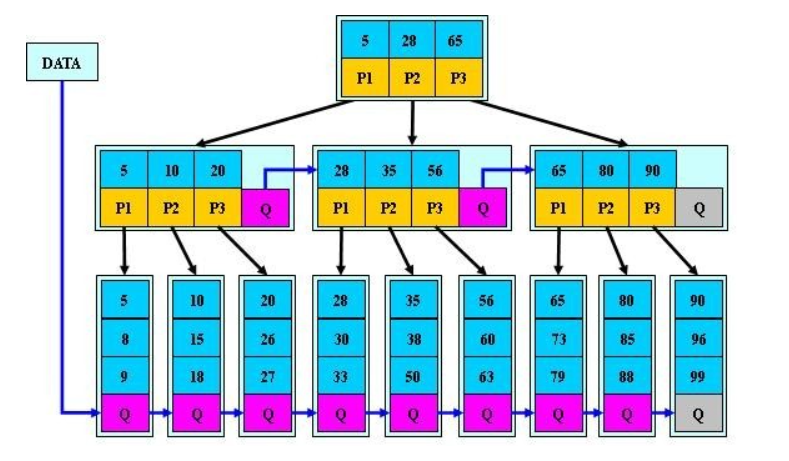 5 28 65
DATA
P1 P2 P3
5 10 20
28 35 56
65 80 90
P1 P2 P3 Q
P1 P2 P3 Q
P1 P2 P3 Q
5 10 20 28 35 56 65 80 90
8 15 26 30 38 60 73 85 96
9 18 27 33 50 63 79 88 99
Q Q Q Q Q Q Q Q Q